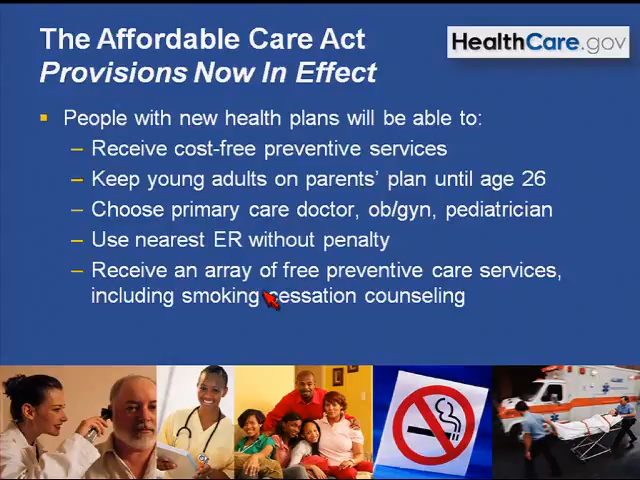 The Affordable Care Act
HealthCare.gov
Provisions Now In Effect
▪ People with new health plans will be able to:
– Receive cost-free preventive services
– Keep young adults on parents’ plan until age 26
– Choose primary care doctor, ob/gyn, pediatrician
– Use nearest ER without penalty
– Receive an array of free preventive care services,
including smoking cessation counseling